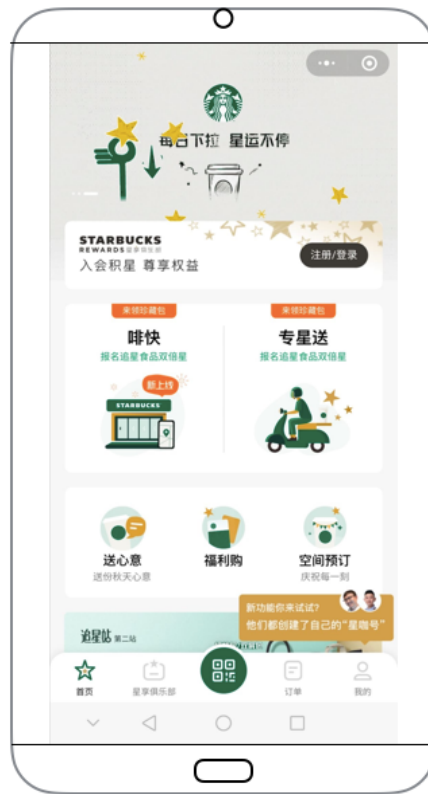 每日下拉 星运不停
STARBUCKS
REWARDS 星享俱乐部
入会积星 尊享权益
注册/登录
来领珍藏包
来领珍藏包
啡快
专星送
报名追星食品双倍星
报名追星食品双倍星
新上线
STARBUCKS
送心意
福利购
空间预订
送份秋天心意
庆祝每一刻
新功能你来试试?
他们都创建了自己的“星咖号”
追星站 第二站
首页
星享俱乐部
订单
我的